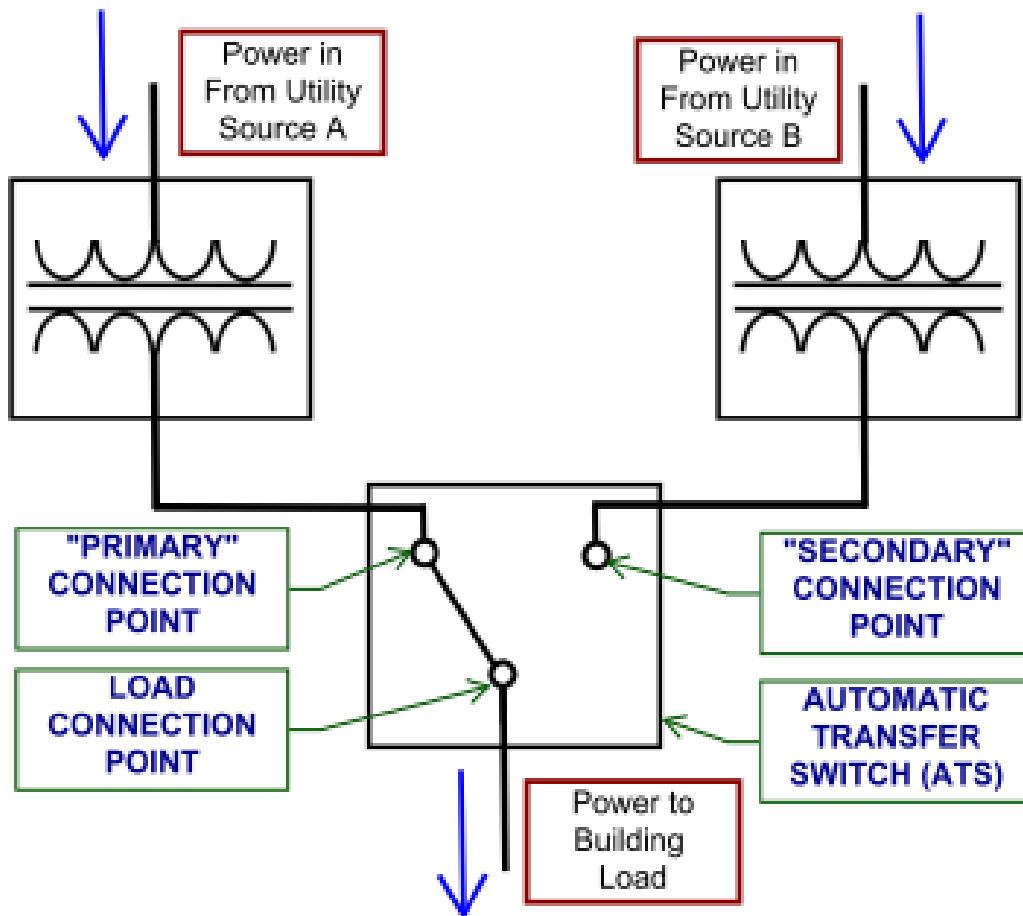 Power in
From Utility
Source A
Power in
From Utility
Source B
"PRIMARY"
CONNECTION
POINT
"SECONDARY"
CONNECTION
POINT
LOAD
CONNECTION
POINT
AUTOMATIC
TRANSFER
SWITCH (ATS)
Power to
Building
Load